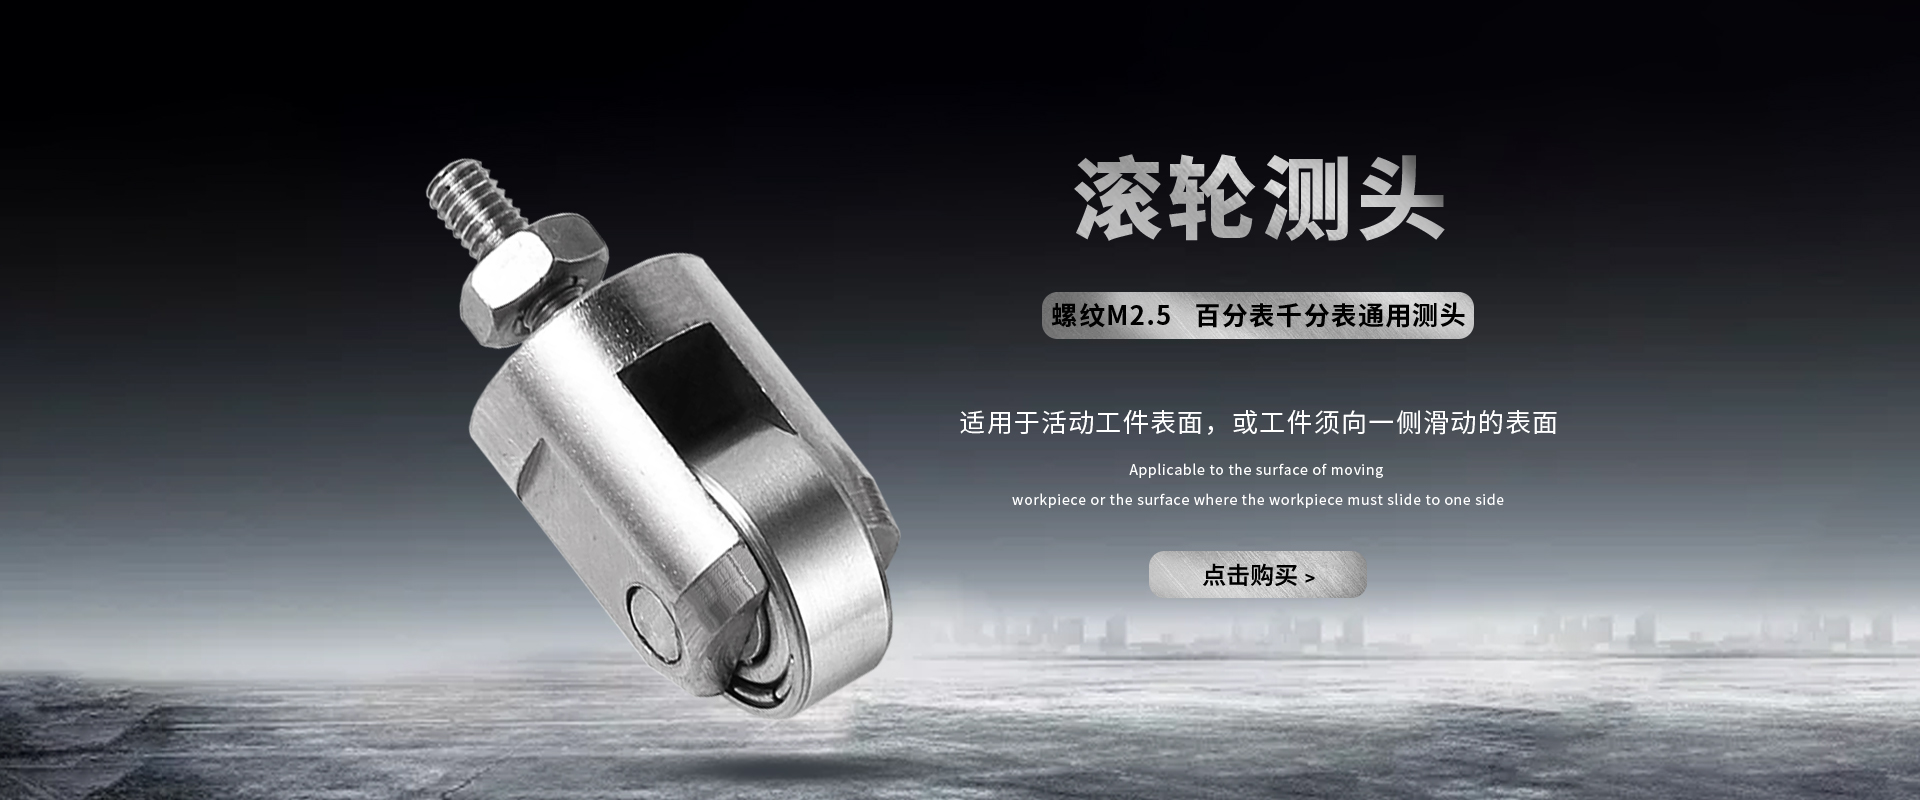 滚轮测头
螺纹M2.5 百分表千分表通用测头
适用于活动工件表面，或工件须向一侧滑动的表面
Applicable to the surface of moving
workpiece or the surface where the workpiece must slide to one side
点击购买 >